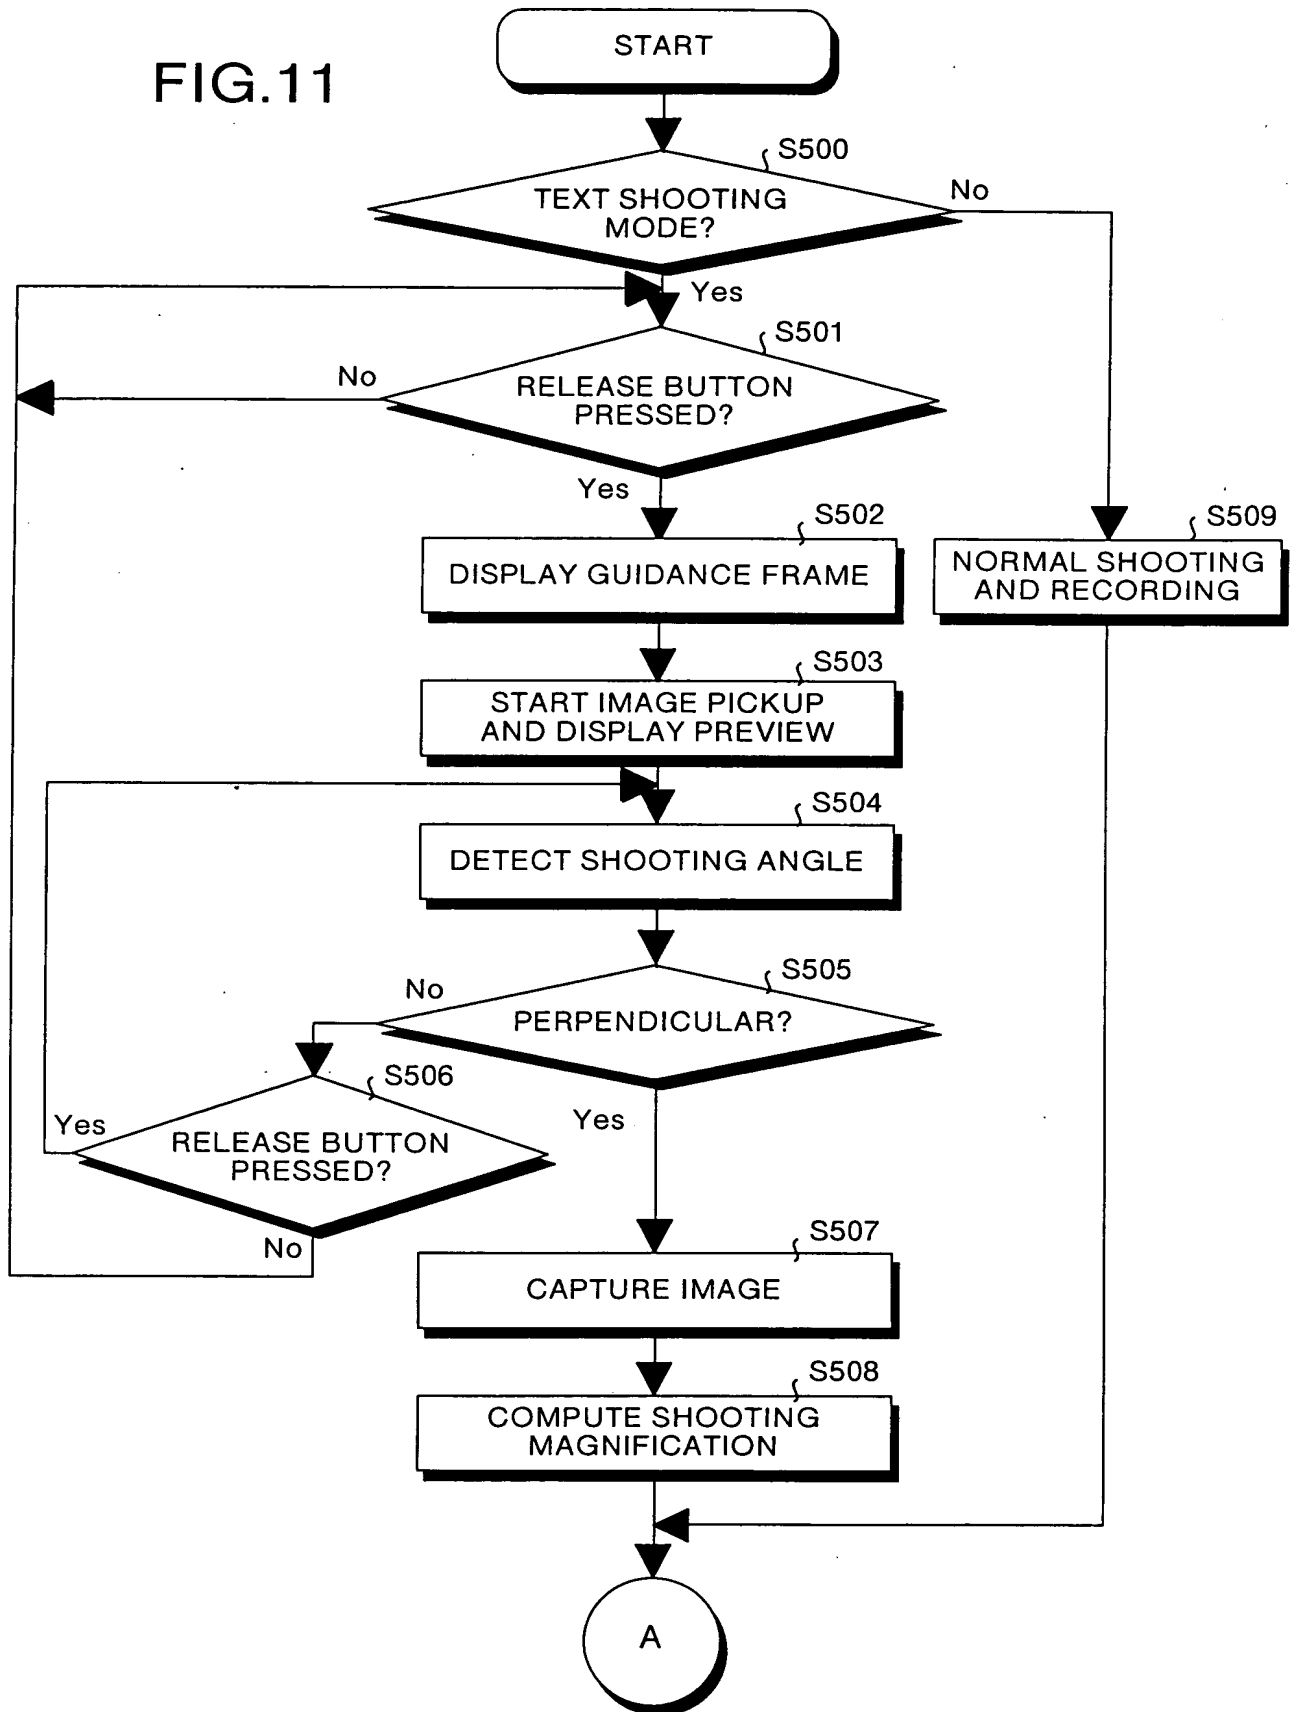 START
FIG.11
S500
No
TEXT SHOOTING
MODE?
Yes
S501
No
RELEASE BUTTON
PRESSED?
Yes
S502
S509
DISPLAY GUIDANCE FRAME
NORMAL SHOOTING
AND RECORDING
S503
START IMAGE PICKUP
AND DISPLAY PREVIEW
S504
DETECT SHOOTING ANGLE
S505
No
PERPENDICULAR?
S506
Yes
Yes
RELEASE BUTTON
PRESSED?
No
S507
CAPTURE IMAGE
S508
COMPUTE SHOOTING
MAGNIFICATION
A